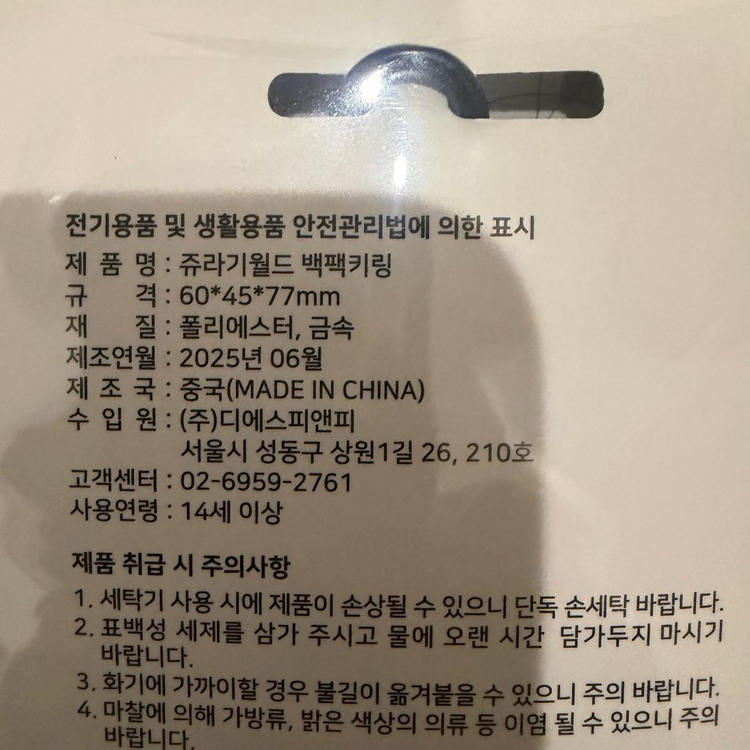 전기용품 및 생활용품 안전관리법에 의한 표시
제 품 명 : 쥬라기월드 백팩키링
규 격 : 60*45*77mm
재 질 : 폴리에스터, 금속
제조연월 : 2025년 06월
제 조 국 : 중국(MADE IN CHINA)
수 입 원 : (주)디에스피앤피
서울시 성동구 상원1길 26, 210호
고객센터 : 02-6959-2761
사용연령 : 14세 이상
제품 취급 시 주의사항
1. 세탁기 사용 시에 제품이 손상될 수 있으니 단독 손세탁 바랍니다.
2. 표백성 세제를 삼가 주시고 물에 오랜 시간 담가두지 마시기
바랍니다.
3. 화기에 가까이할 경우 불길이 옮겨붙을 수 있으니 주의 바랍니다.
4. 마찰에 의해 가방류, 밝은 색상의 의류 등 이염 될 수 있으니 주의
바랍니다.